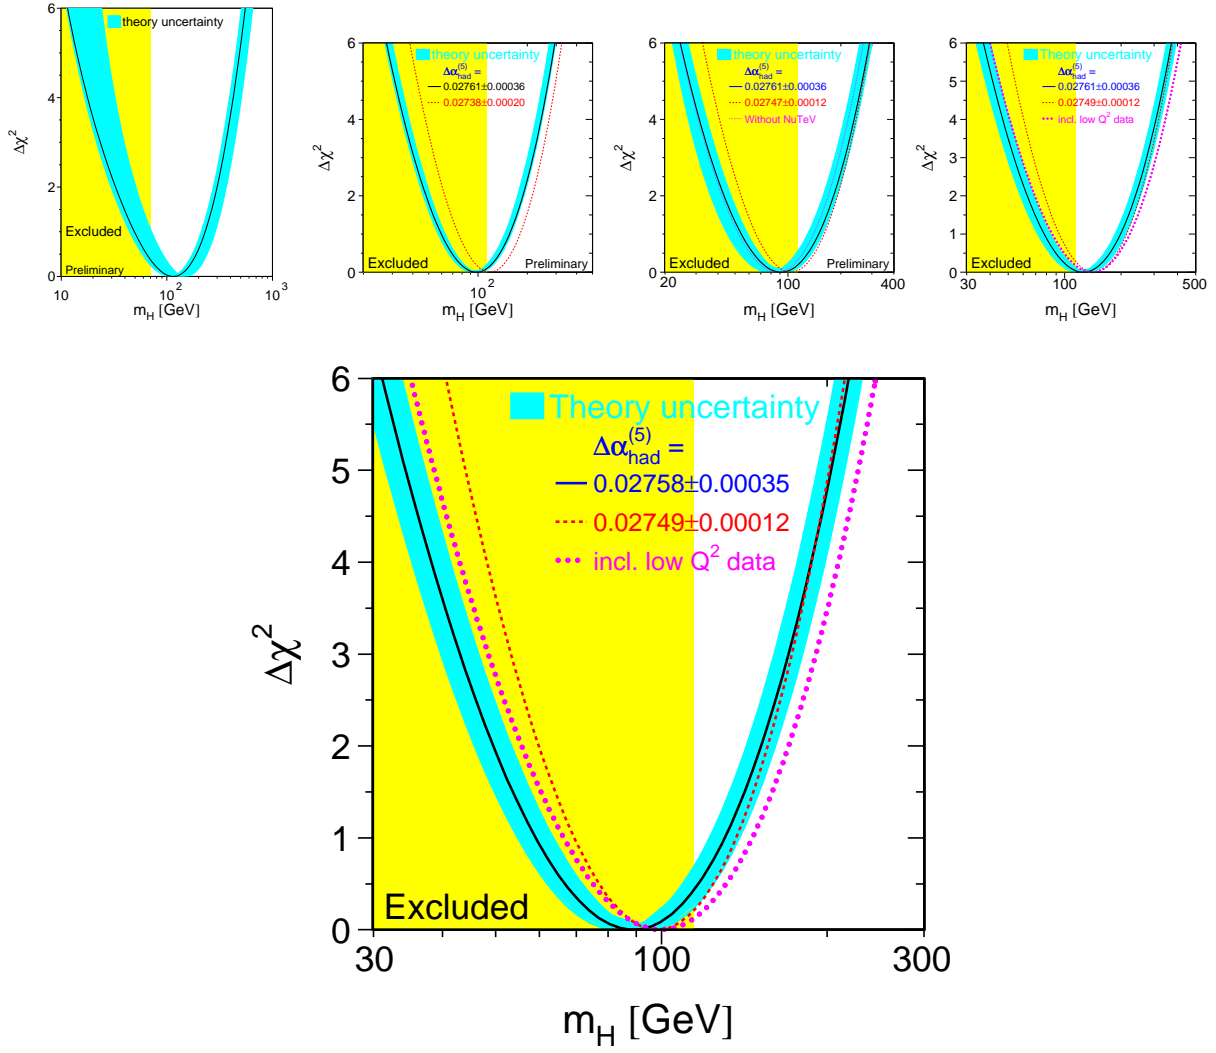 6
4
2
0
Δχ²
theory uncertainty
Excluded
Preliminary
10
10²
10³
m_H [GeV]
6
5
4
3
2
1
0
Δχ²
theory uncertainty
Δα_had^(5) =
0.02761±0.00036
0.02738±0.00020
Excluded
Preliminary
10²
m_H [GeV]
6
5
4
3
2
1
0
Δχ²
theory uncertainty
Δα_had^(5) =
0.02761±0.00036
0.02747±0.00012
Without NuTeV
Excluded
Preliminary
20
100
400
m_H [GeV]
6
5
4
3
2
1
0
Δχ²
Theory uncertainty
Δα_had^(5) =
0.02761±0.00036
0.02749±0.00012
incl. low Q² data
Excluded
30
100
500
m_H [GeV]
6
5
4
3
2
1
0
Δχ²
Theory uncertainty
Δα_had^(5) =
0.02758±0.00035
0.02749±0.00012
incl. low Q² data
Excluded
30
100
300
m_H [GeV]